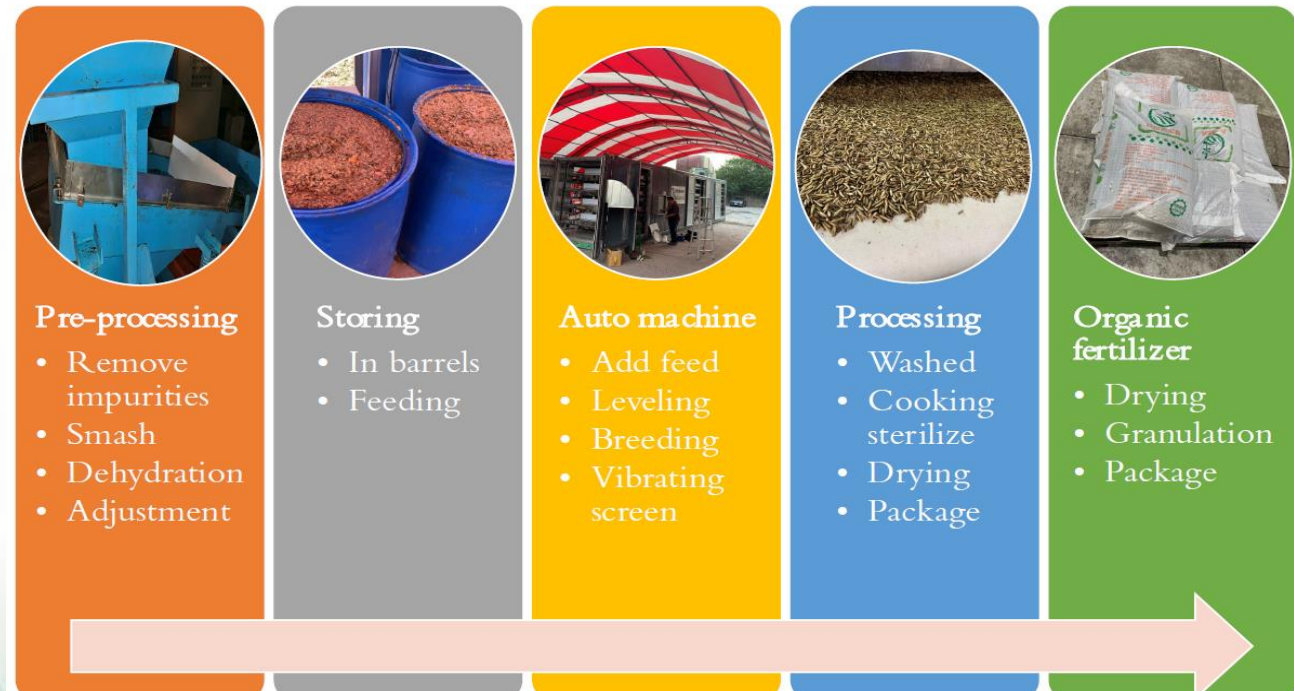 Pre-processing
• Remove
impurities
• Smash
• Dehydration
• Adjustment
Storing
• In barrels
• Feeding
Auto machine
• Add feed
• Leveling
• Breeding
• Vibrating
screen
Processing
• Washed
• Cooking
sterilize
• Drying
• Package
Organic
fertilizer
• Drying
• Granulation
• Package